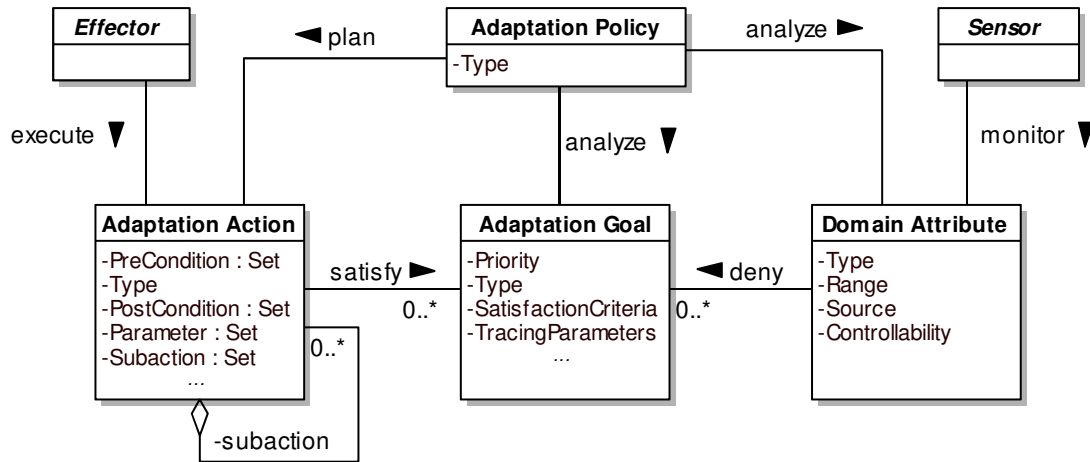 Effector
Adaptation Policy
-Type
Sensor
plan
analyze
execute
analyze
monitor
Adaptation Action
-PreCondition : Set
-Type
-PostCondition : Set
-Parameter : Set
-Subaction : Set
...
satisfy
0..*
Adaptation Goal
-Priority
-Type
-SatisfactionCriteria
-TracingParameters
...
deny
0..*
Domain Attribute
-Type
-Range
-Source
-Controllability
0..*
-subaction